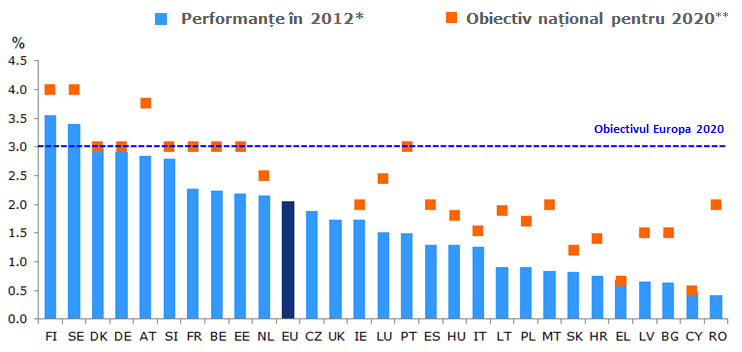 Performanțe în 2012*
Obiectiv național pentru 2020**
%
4.5
4.0
3.5
3.0
2.5
2.0
1.5
1.0
0.5
0.0
Obiectivul Europa 2020
FI SE DK DE AT SI FR BE EE NL EU CZ UK IE LU PT ES HU IT LT PL MT SK HR EL LV BG CY RO